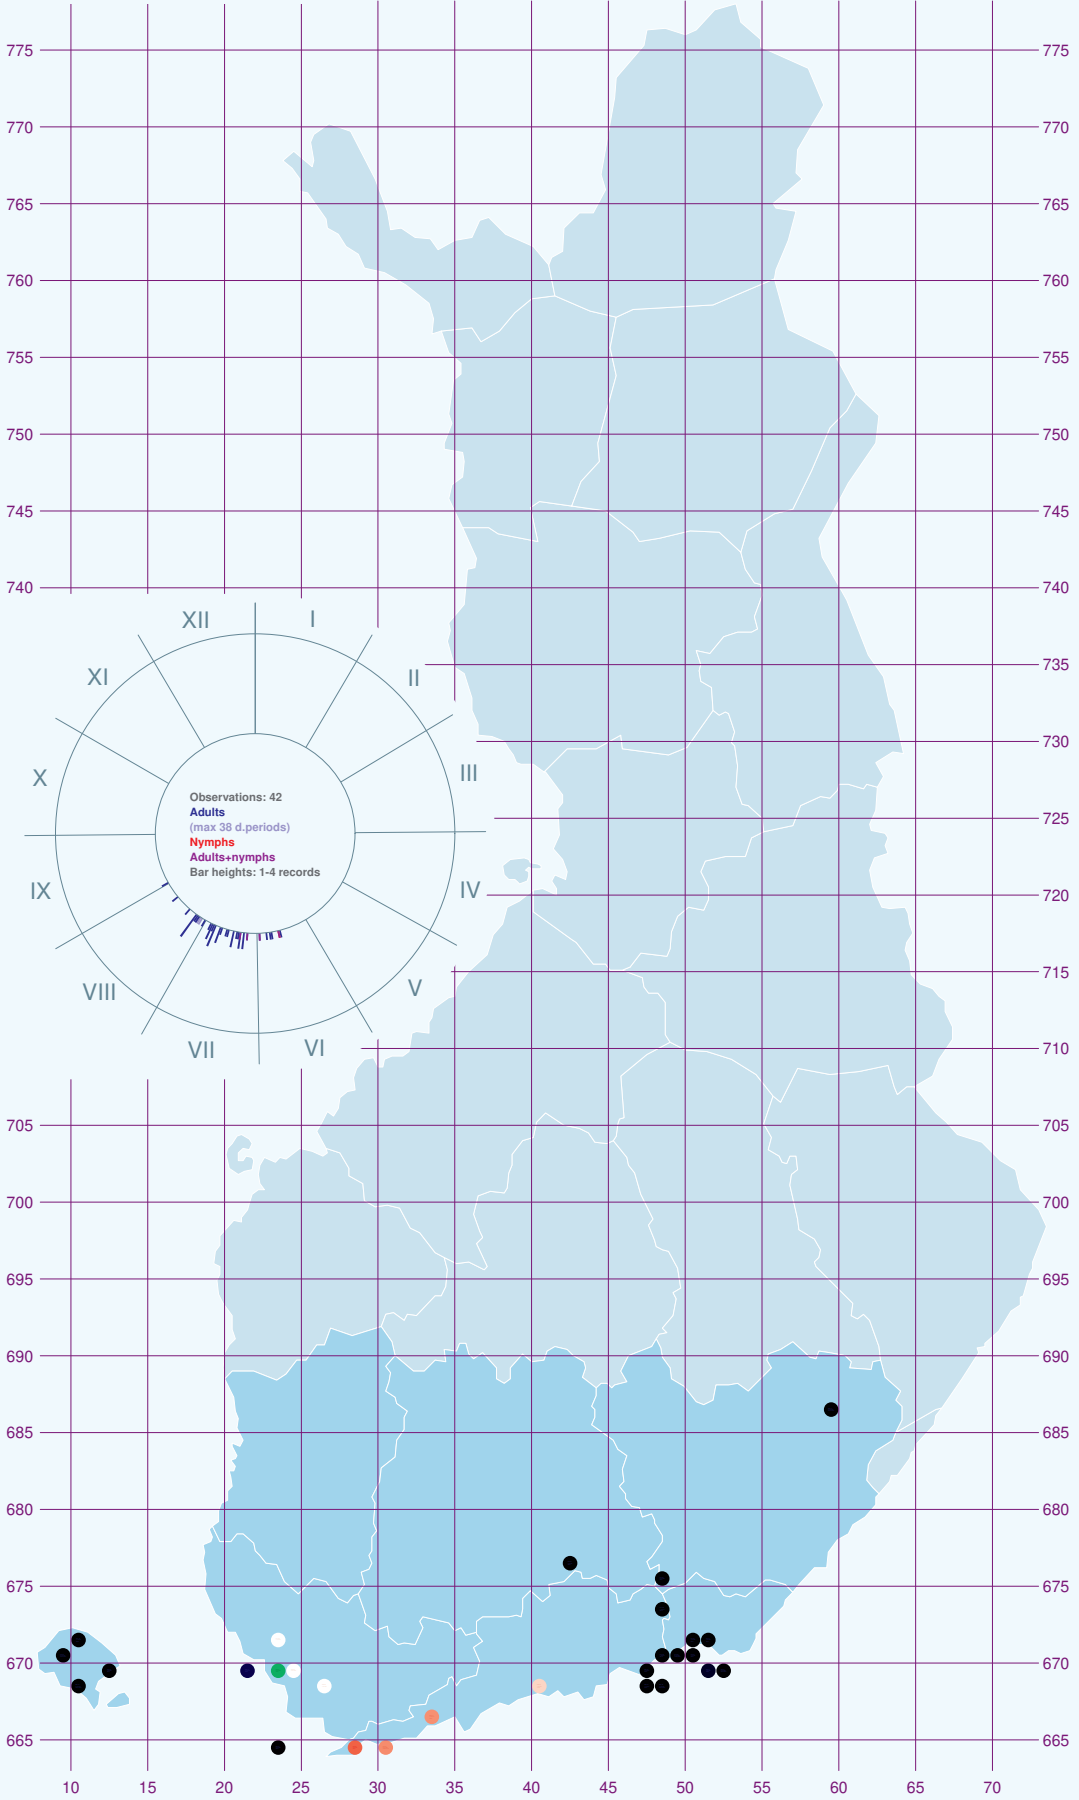 775 775
770 770
765 765
760 760
755 755
750 750
745 745
740 740
XII I
XI II
735
730
X III
Observations: 42
Adults
(max 38 d.periods)
Nymphs
Adults+nymphs
Bar heights: 1-4 records
725
IX IV
720
VIII V
715
VII VI
710
705 705
700 700
695 695
690 690
685 685
680 680
675 675
670 670
665 665
10 15 20 25 30 35 40 45 50 55 60 65 70